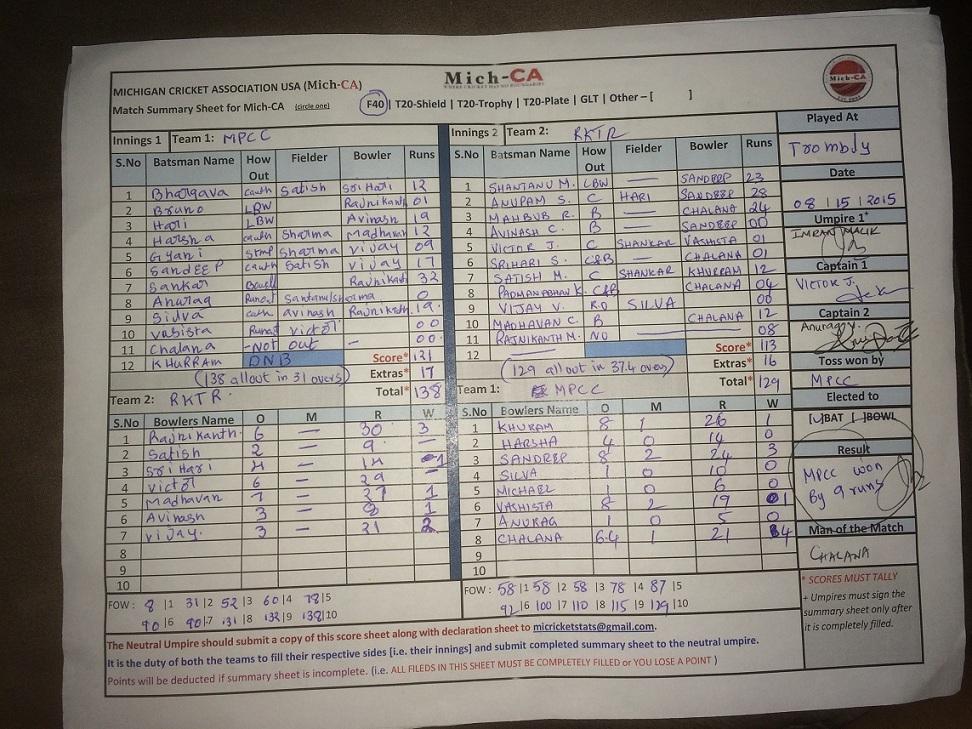 MICHIGAN CRICKET ASSOCIATION USA (Mich-CA)
Mich-CA
WHERE CRICKET HAS NO BOUNDARIES
Mich-CA
Match Summary Sheet for Mich-CA (circle one) F40 | T20-Shield | T20-Trophy | T20-Plate | GLT | Other – [ ]
Innings 1 Team 1: MPCC
S.No Batsman Name How Out Fielder Bowler Runs
1 Bhargava cauth Satish Sri Hari 12
2 Bruno LBW Rajnikanth 01
3 Hari LBW Avinash 19
4 Harsha cauth Sharma Madhavan 12
5 Gyani stmp Sharma Vijay 09
6 SandEEP cauth Satish Vijay 17
7 Sankar Bowell Rajnikanth 32
8 Anurag Runout 0
9 Silva cath avinash Rajnikanth 19
10 Vasista Runout victor 00
11 Chalana -Not out - 00
12 KHURRAM DNB Score* 121
(138 allout in 31 overs) Extras* 17
Total* 138
Innings 2 Team 2: RKTR
S.No Batsman Name How Out Fielder Bowler Runs
1 SHANTANU M. LBW — SANDEEP 23
2 ANUPAM S. C HARI SANDEEP 28
3 MAHBUB R. B — CHALANA 24
4 AVINASH C. B — SANDEEP 00
5 VICTOR J. C SHANKAR VASHISTA 01
6 SRIHARI S. C&B — CHALANA 01
7 SATISH M. C SHANKAR KHURRAM 12
8 PADMANABHAN K. C&B CHALANA 04
9 VIJAY V. RO SILVA 00
10 MADHAVAN C. B CHALANA 12
11 RAJNIKANTH M. NO 08
12 Score* 113
(129 allout in 37.4 overs) Extras* 16
Total* 129
Team 2: RKTR
S.No Bowlers Name O M R W
1 Rajnikanth. 6 — 30 3
2 Satish 2 — 9 —
3 Sri Hari 4 — 14
4 Victor 6 — 29
5 Madhavan 7 — 27 1
6 Avinash 3 — 8 1
7 Vijay. 3 — 21 2
8
9
10
FOW : 8 |1 31 |2 52 |3 60 |4 78 |5
90 |6 90 |7 131 |8 132 |9 138 |10
Team 1: MPCC
S.No Bowlers Name O M R W
1 KHURAM 8 1 26 1
2 HARSHA 4 0 14 0
3 SANDEEP 8 2 24 3
4 SILVA 1 0 10 0
5 MICHAEL 1 0 6 0
6 VASHISTA 8 2 19 1
7 ANURAG 1 0 5 0
8 CHALANA 6.4 1 21 4
9
10
FOW : 58 |1 58 |2 58 |3 78 |4 87 |5
92 |6 100 |7 110 |8 115 |9 129 |10
Played At
Trombly
Date
08 | 15 | 2015
Umpire 1*
IMRAN MALIK
Captain 1
VICTOR J.
Captain 2
Anurag V.
Toss won by
MPCC
Elected to
[✓] BAT [ ] BOWL
Result
MPCC won
By 9 runs
Man of the Match
CHALANA
* SCORES MUST TALLY
+ Umpires must sign the
summary sheet only after
it is completely filled.
The Neutral Umpire should submit a copy of this score sheet along with declaration sheet to micricketstats@gmail.com.
It is the duty of both the teams to fill their respective sides [i.e. their innings] and submit completed summary sheet to the neutral umpire.
Points will be deducted if summary sheet is incomplete. (i.e. ALL FILEDS IN THIS SHEET MUST BE COMPLETELY FILLED or YOU LOSE A POINT )